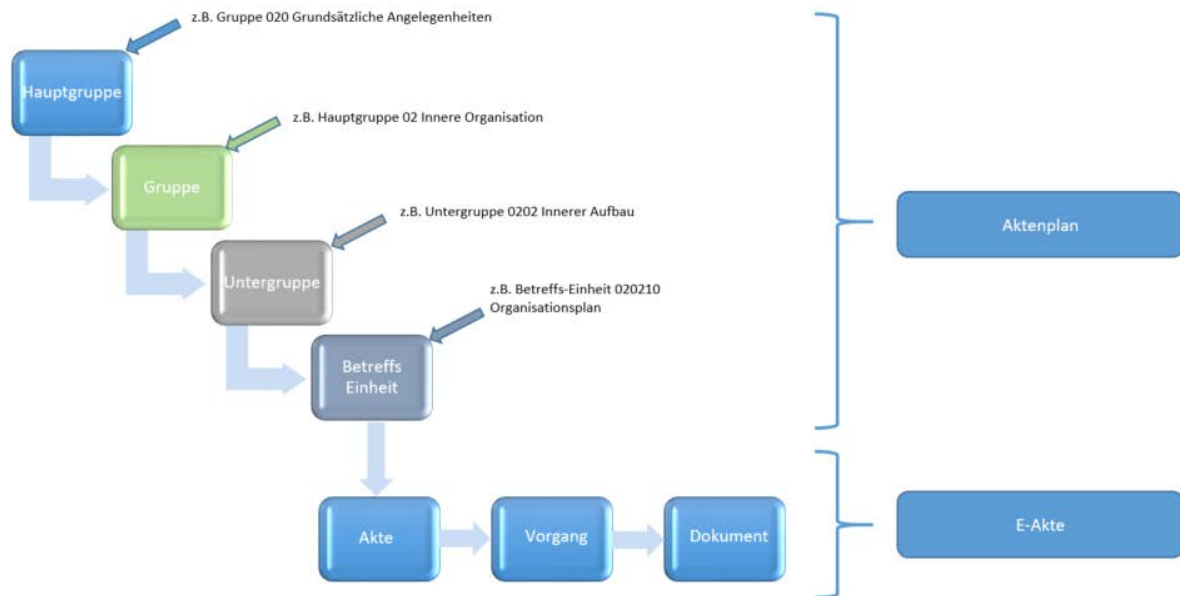 z.B. Gruppe 020 Grundsätzliche Angelegenheiten
Hauptgruppe
z.B. Hauptgruppe 02 Innere Organisation
Gruppe
z.B. Untergruppe 0202 Innerer Aufbau
Aktenplan
Untergruppe
z.B. Betreffs-Einheit 020210
Organisationsplan
Betreffs
Einheit
Akte
Vorgang
Dokument
E-Akte